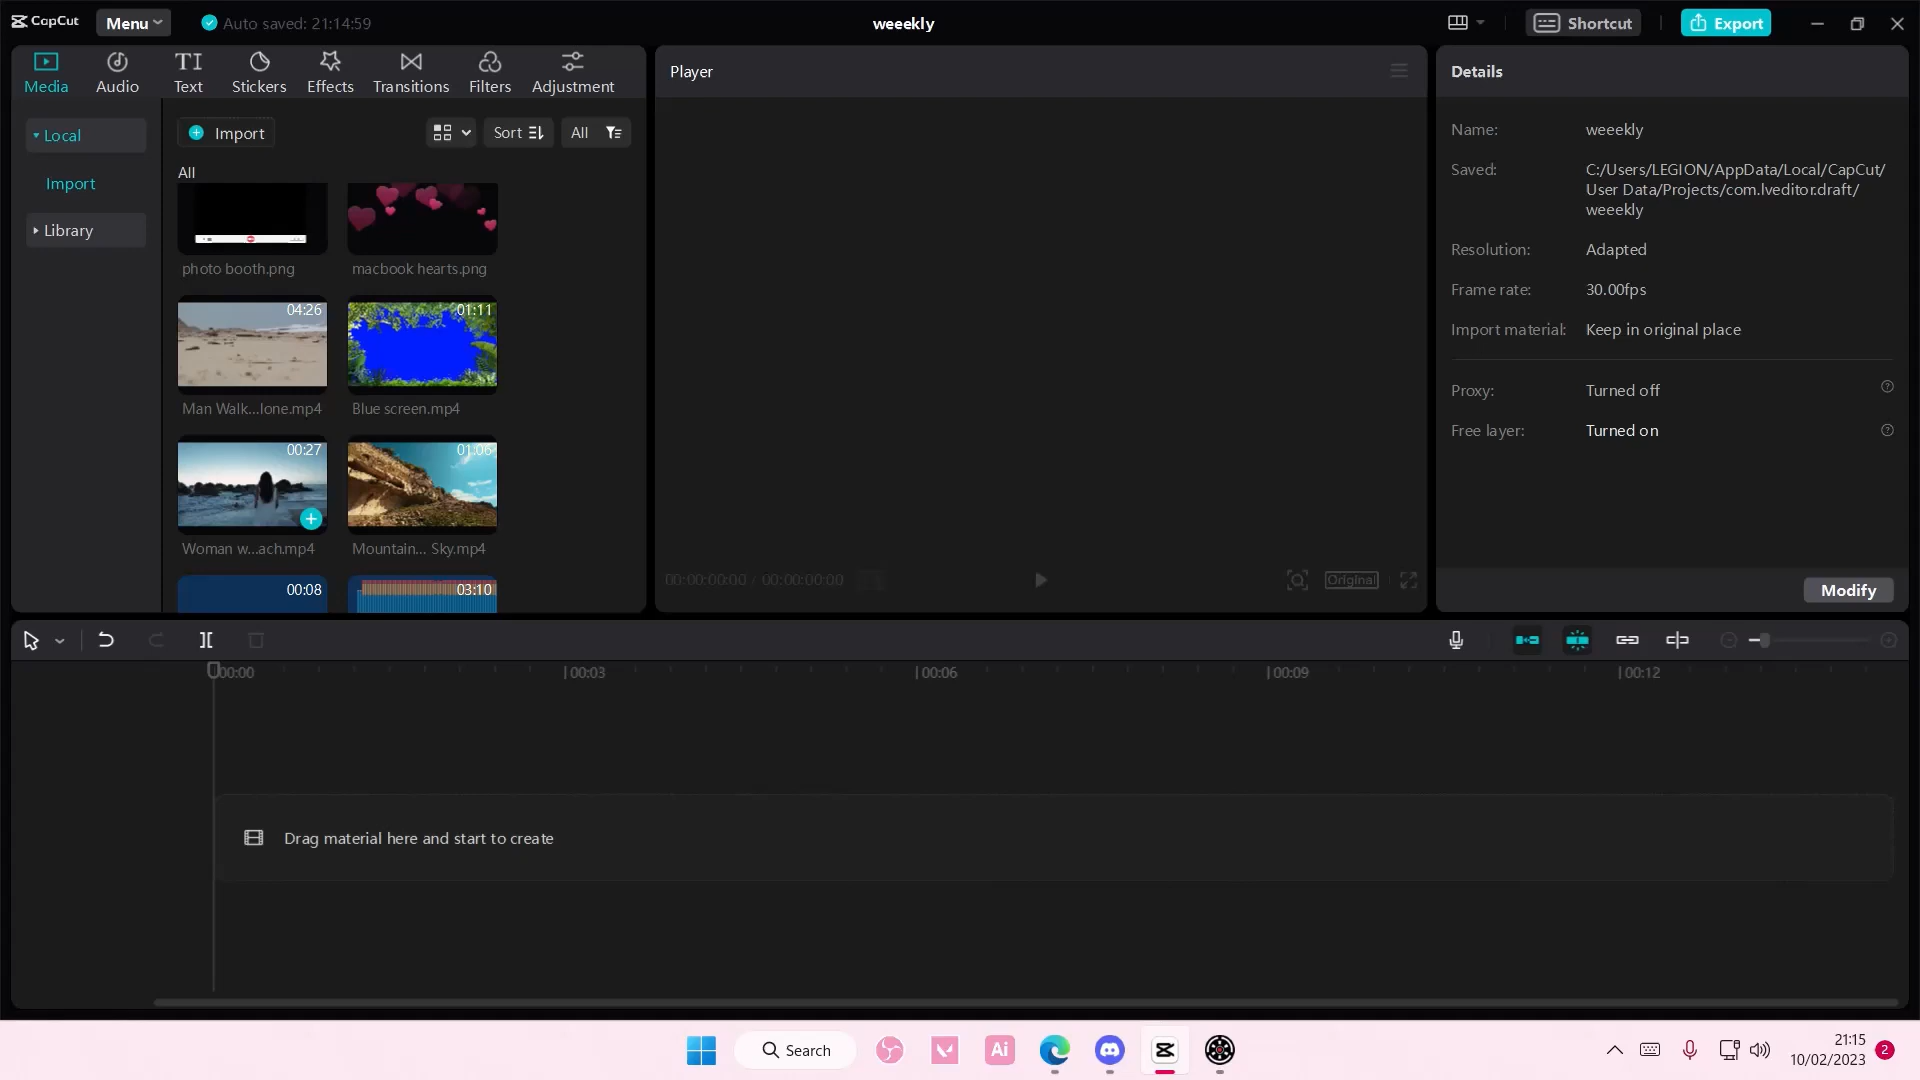 CapCut
Menu
Auto saved: 21:14:59
weeekly
Shortcut
Export
Media
Audio
TI
Text
Stickers
Effects
Transitions
Filters
Adjustment
Local
Import
Library
Import
Sort
All
All
photo booth.png
macbook hearts.png
04:26
01:11
Man Walk...lone.mp4
Blue screen.mp4
00:27
01:06
Woman w...ach.mp4
Mountain... Sky.mp4
00:08
03:10
Player
00:00:00:00 / 00:00:00:00
Original
Details
Name: weeekly
Saved: C:/Users/LEGION/AppData/Local/CapCut/
User Data/Projects/com.lveditor.draft/
weeekly
Resolution: Adapted
Frame rate: 30.00fps
Import material: Keep in original place
Proxy: Turned off
Free layer: Turned on
Modify
00:00
00:03
00:06
00:09
00:12
Drag material here and start to create
Search
Ai
21:15
10/02/2023
2